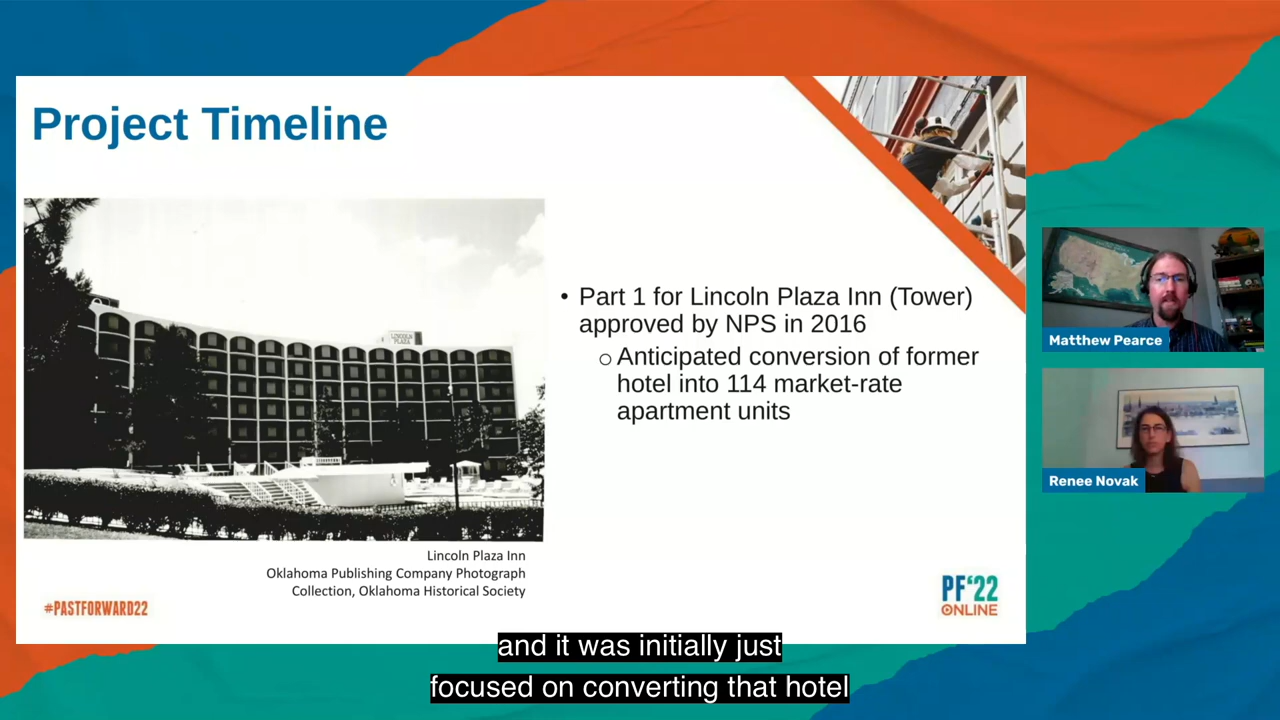 Project Timeline
• Part 1 for Lincoln Plaza Inn (Tower)
approved by NPS in 2016
o Anticipated conversion of former
hotel into 114 market-rate
apartment units
LINCOLN
PLAZA
Lincoln Plaza Inn
Oklahoma Publishing Company Photograph
Collection, Oklahoma Historical Society
#PASTFORWARD22
PF'22
ONLINE
Matthew Pearce
Renee Novak
and it was initially just
focused on converting that hotel